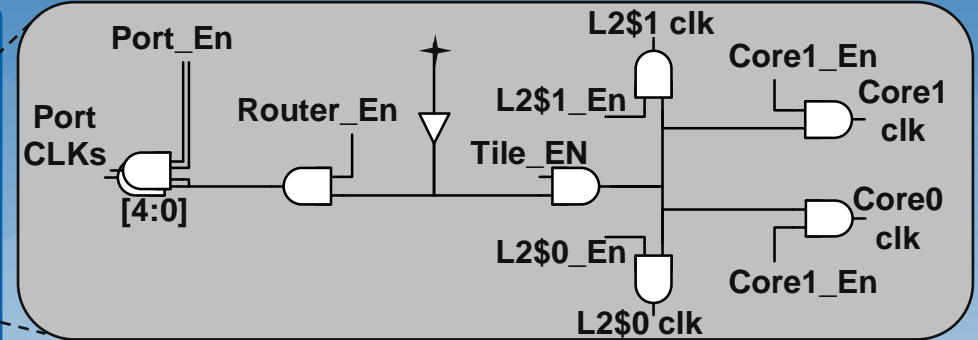 L2$1 clk
Port_En
Core1_En
Router_En
L2$1_En
Core1
clk
Port
CLKs
Tile_EN
[4:0]
Core0
clk
L2$0_En
Core1_En
L2$0 clk